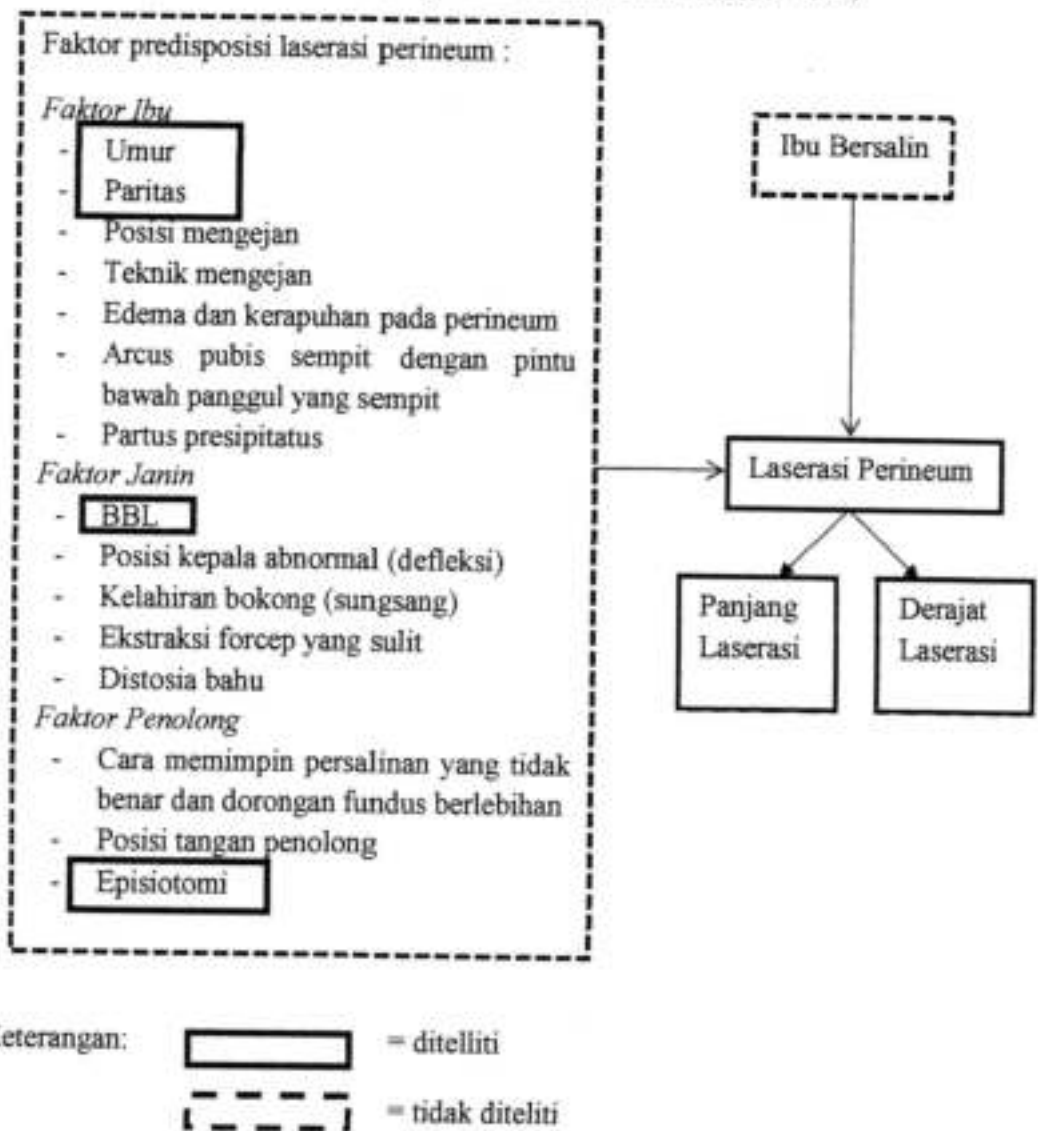 Faktor predisposisi laserasi perineum :
Faktor Ibu
- Umur
- Paritas
- Posisi mengejan
- Teknik mengejan
- Edema dan kerapuhan pada perineum
- Arcus pubis sempit dengan pintu
bawah panggul yang sempit
- Partus presipitatus
Faktor Janin
- BBL
- Posisi kepala abnormal (defleksi)
- Kelahiran bokong (sungsang)
- Ekstraksi forcep yang sulit
- Distosia bahu
Faktor Penolong
- Cara memimpin persalinan yang tidak
benar dan dorongan fundus berlebihan
- Posisi tangan penolong
- Episiotomi
Ibu Bersalin
Laserasi Perineum
Panjang
Laserasi
Derajat
Laserasi
eterangan:
= ditelliti
= tidak diteliti